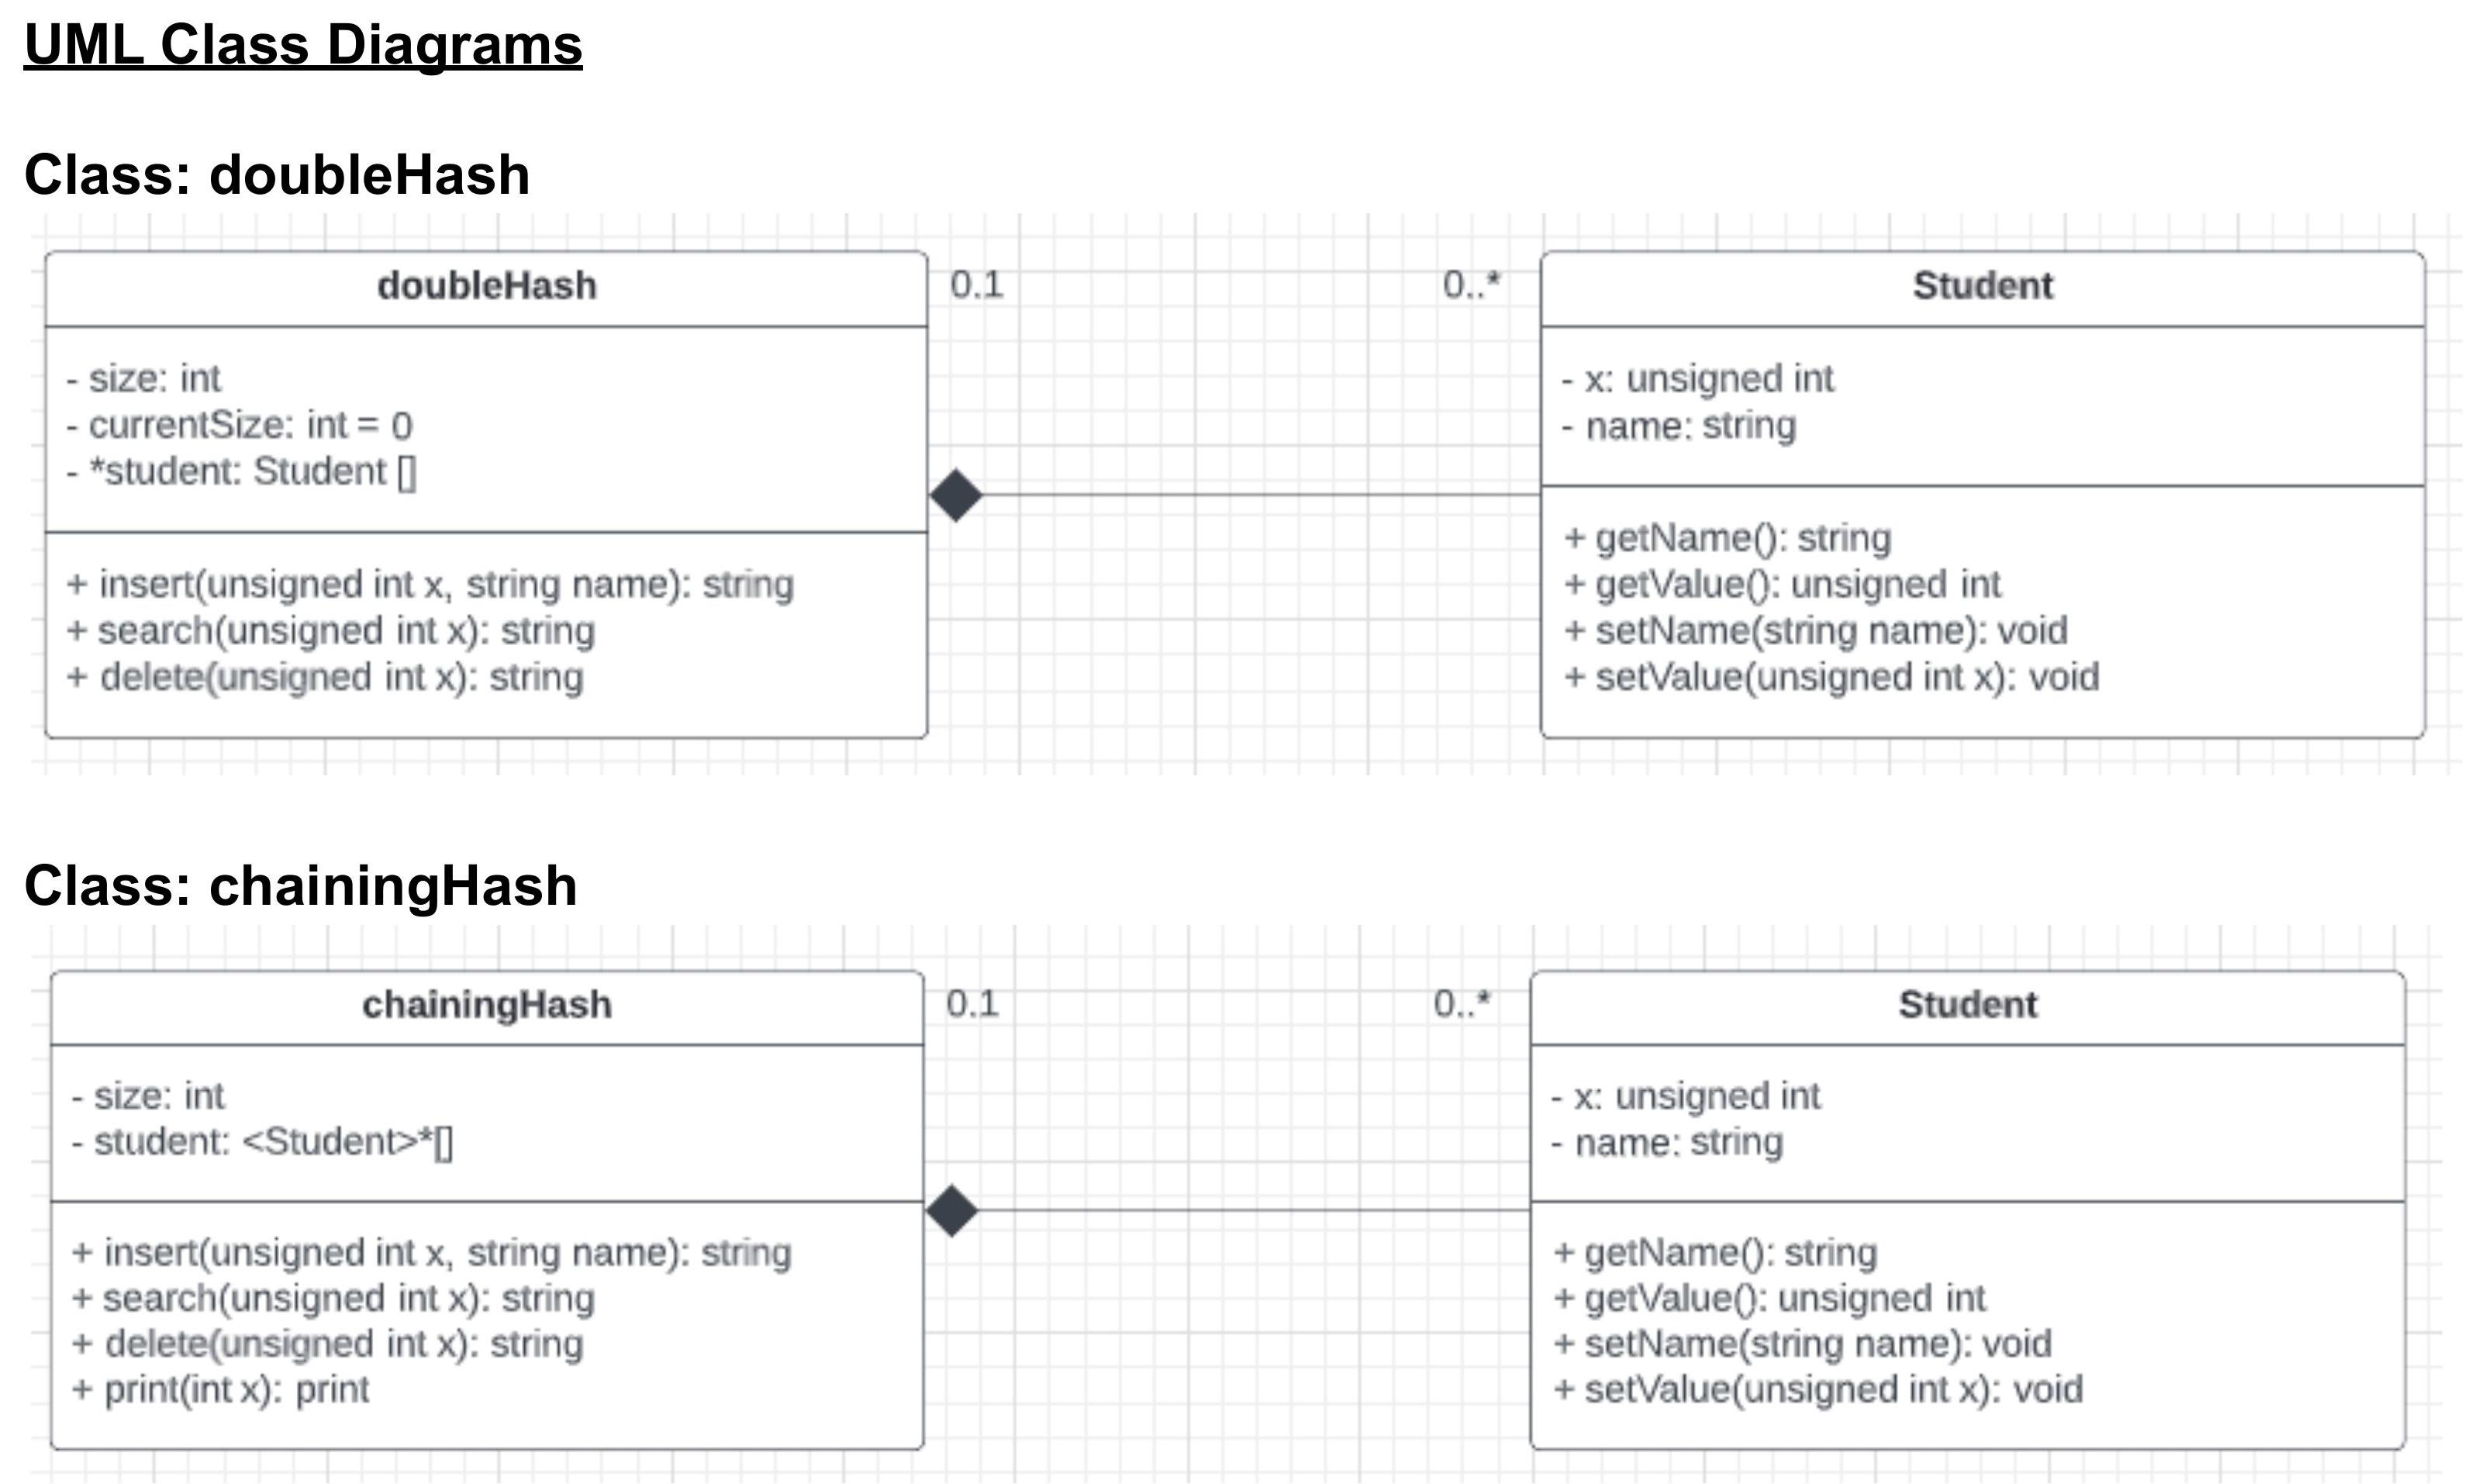 UML Class Diagrams
Class: doubleHash
doubleHash
- size: int
- currentSize: int = 0
- *student: Student []
+ insert(unsigned int x, string name): string
+ search(unsigned int x): string
+ delete(unsigned int x): string
0.1
0..*
Student
- x: unsigned int
- name: string
+ getName(): string
+ getValue(): unsigned int
+ setName(string name): void
+ setValue(unsigned int x): void
Class: chainingHash
chainingHash
- size: int
- student: <Student>*[]
+ insert(unsigned int x, string name): string
+ search(unsigned int x): string
+ delete(unsigned int x): string
+ print(int x): print
0.1
0..*
Student
- x: unsigned int
- name: string
+ getName(): string
+ getValue(): unsigned int
+ setName(string name): void
+ setValue(unsigned int x): void